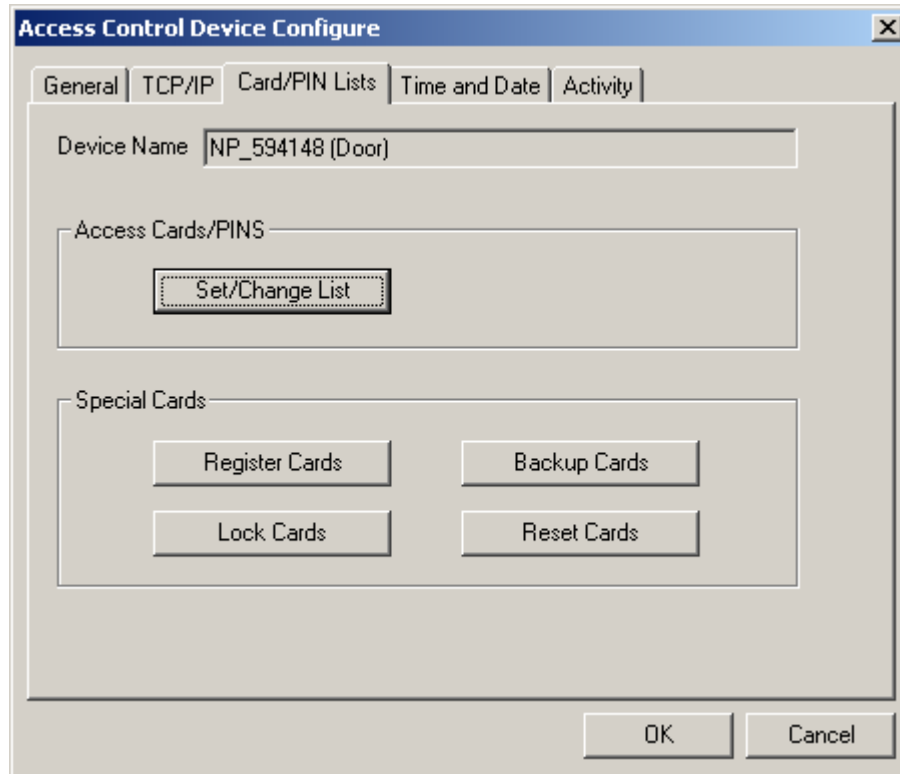 Access Control Device Configure
General TCP/IP Card/PIN Lists Time and Date Activity
Device Name NP_594148 (Door)
Access Cards/PINS
Set/Change List
Special Cards
Register Cards Backup Cards
Lock Cards Reset Cards
OK Cancel